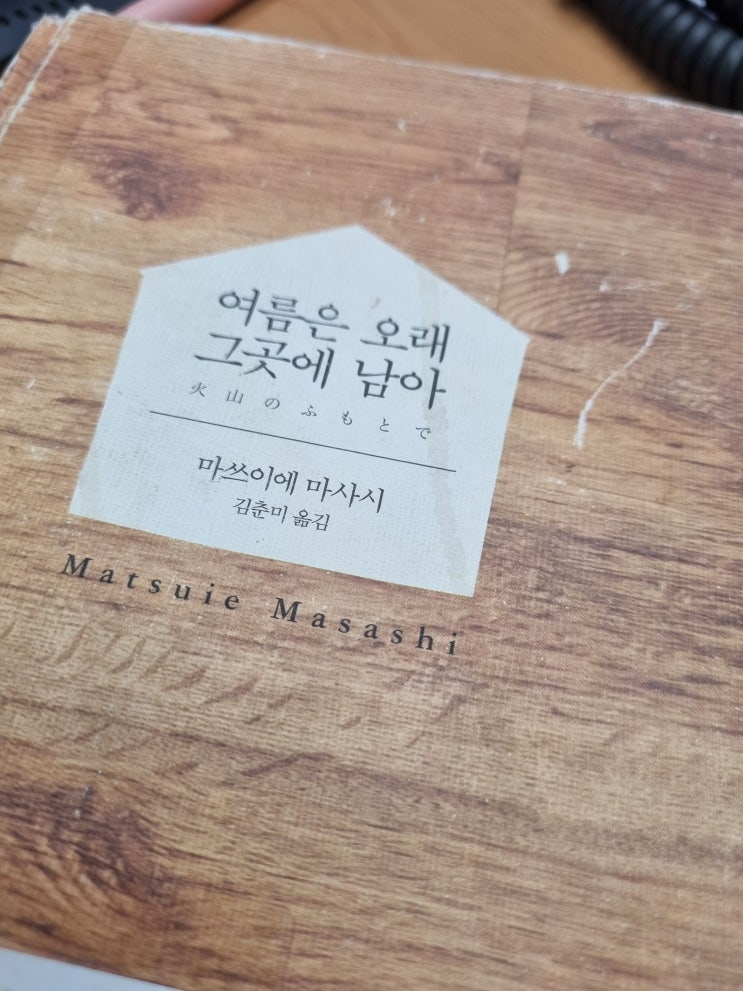 여름은 오래
그곳에 남아
火山のふもとで
마쓰이에 마사시
김춘미 옮김
Matsuie Masashi